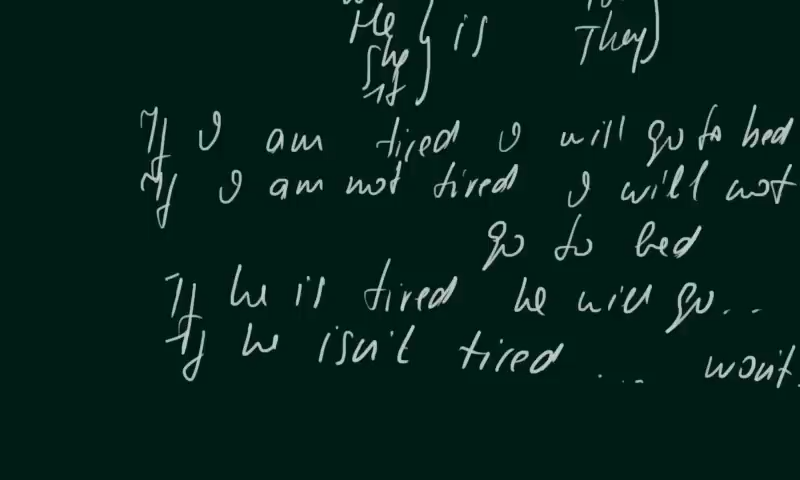 He } is They)
She
It
If I am tired I will go to bed
If I am not tired I will not
go to bed
If he is tired he will go...
If he isn't tired .... won't.